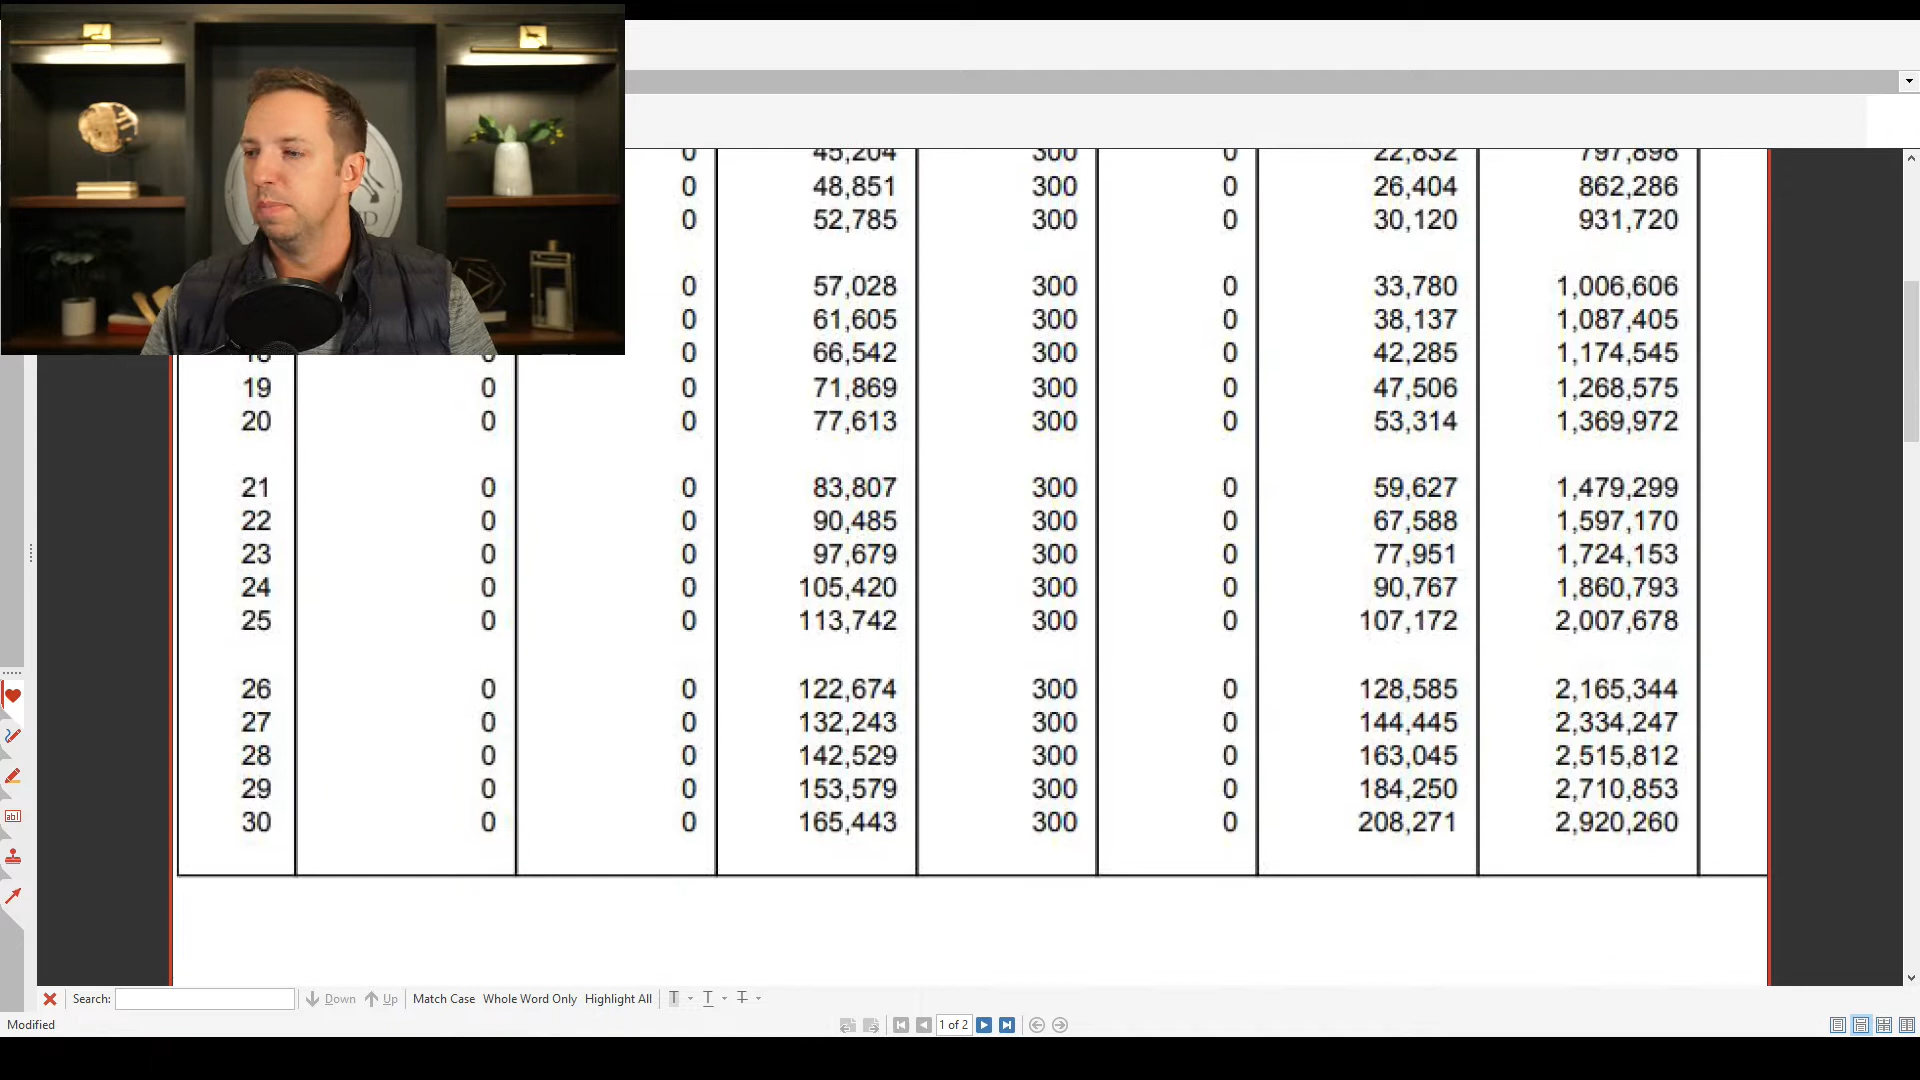 D
0 45,204 300 0 22,832 797,898
0 48,851 300 0 26,404 862,286
0 52,785 300 0 30,120 931,720
0 57,028 300 0 33,780 1,006,606
0 61,605 300 0 38,137 1,087,405
18 0 66,542 300 0 42,285 1,174,545
19 0 0 71,869 300 0 47,506 1,268,575
20 0 0 77,613 300 0 53,314 1,369,972
21 0 0 83,807 300 0 59,627 1,479,299
22 0 0 90,485 300 0 67,588 1,597,170
23 0 0 97,679 300 0 77,951 1,724,153
24 0 0 105,420 300 0 90,767 1,860,793
25 0 0 113,742 300 0 107,172 2,007,678
26 0 0 122,674 300 0 128,585 2,165,344
27 0 0 132,243 300 0 144,445 2,334,247
28 0 0 142,529 300 0 163,045 2,515,812
29 0 0 153,579 300 0 184,250 2,710,853
30 0 0 165,443 300 0 208,271 2,920,260
Search: Down Up Match Case Whole Word Only Highlight All T T T
Modified 1 of 2